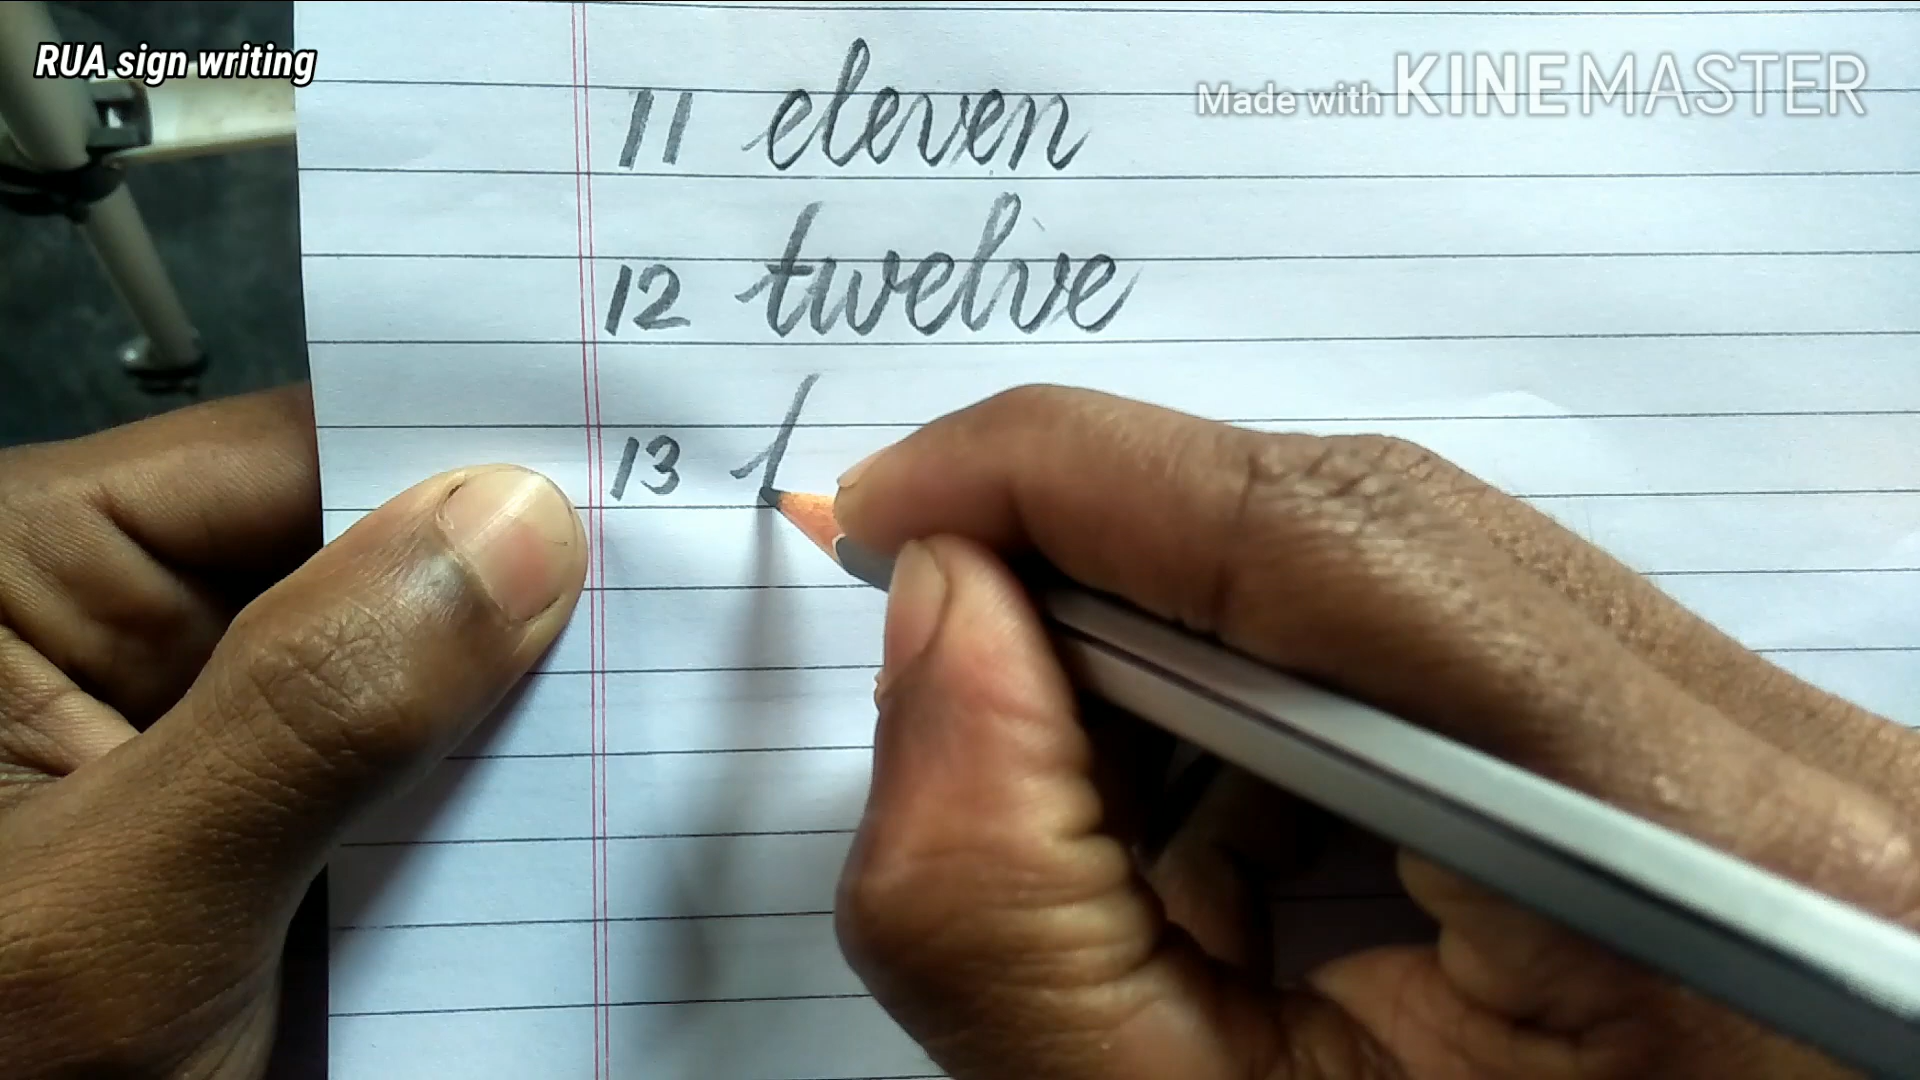 RUA sign writing
Made with KINEMASTER
11 eleven
12 twelve
13